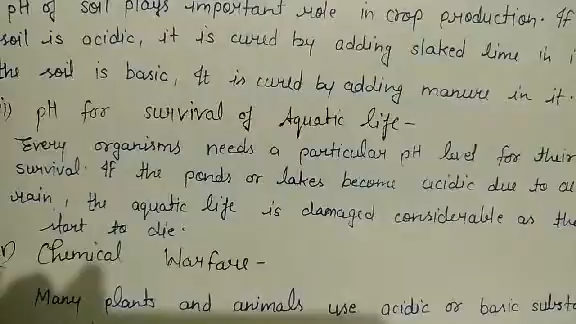 pH of soil plays important role in crop production. If
soil is acidic, it is cured by adding slaked lime in
the soil is basic, It is cured by adding manure in it.
i) pH for survival of Aquatic life -
Every organisms needs a particular pH level for their
survival. If the ponds or lakes become acidic due to
rain, the aquatic life is damaged considerable as the
start to die.
Chemical Warfare -
Many plants and animals use acidic or basic